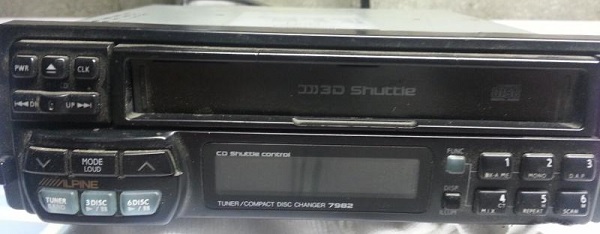 PWR
CLK
3D Shuttle
DN
UP
MODE
LOUD
CD Shuttle control
FUNC
1
2
3
MONO
ALPINE
TUNER
3DISC
6DISC
DISP
4
5
6
MIX
REPEAT
SCAN
TUNER/COMPACT DISC CHANGER 7982